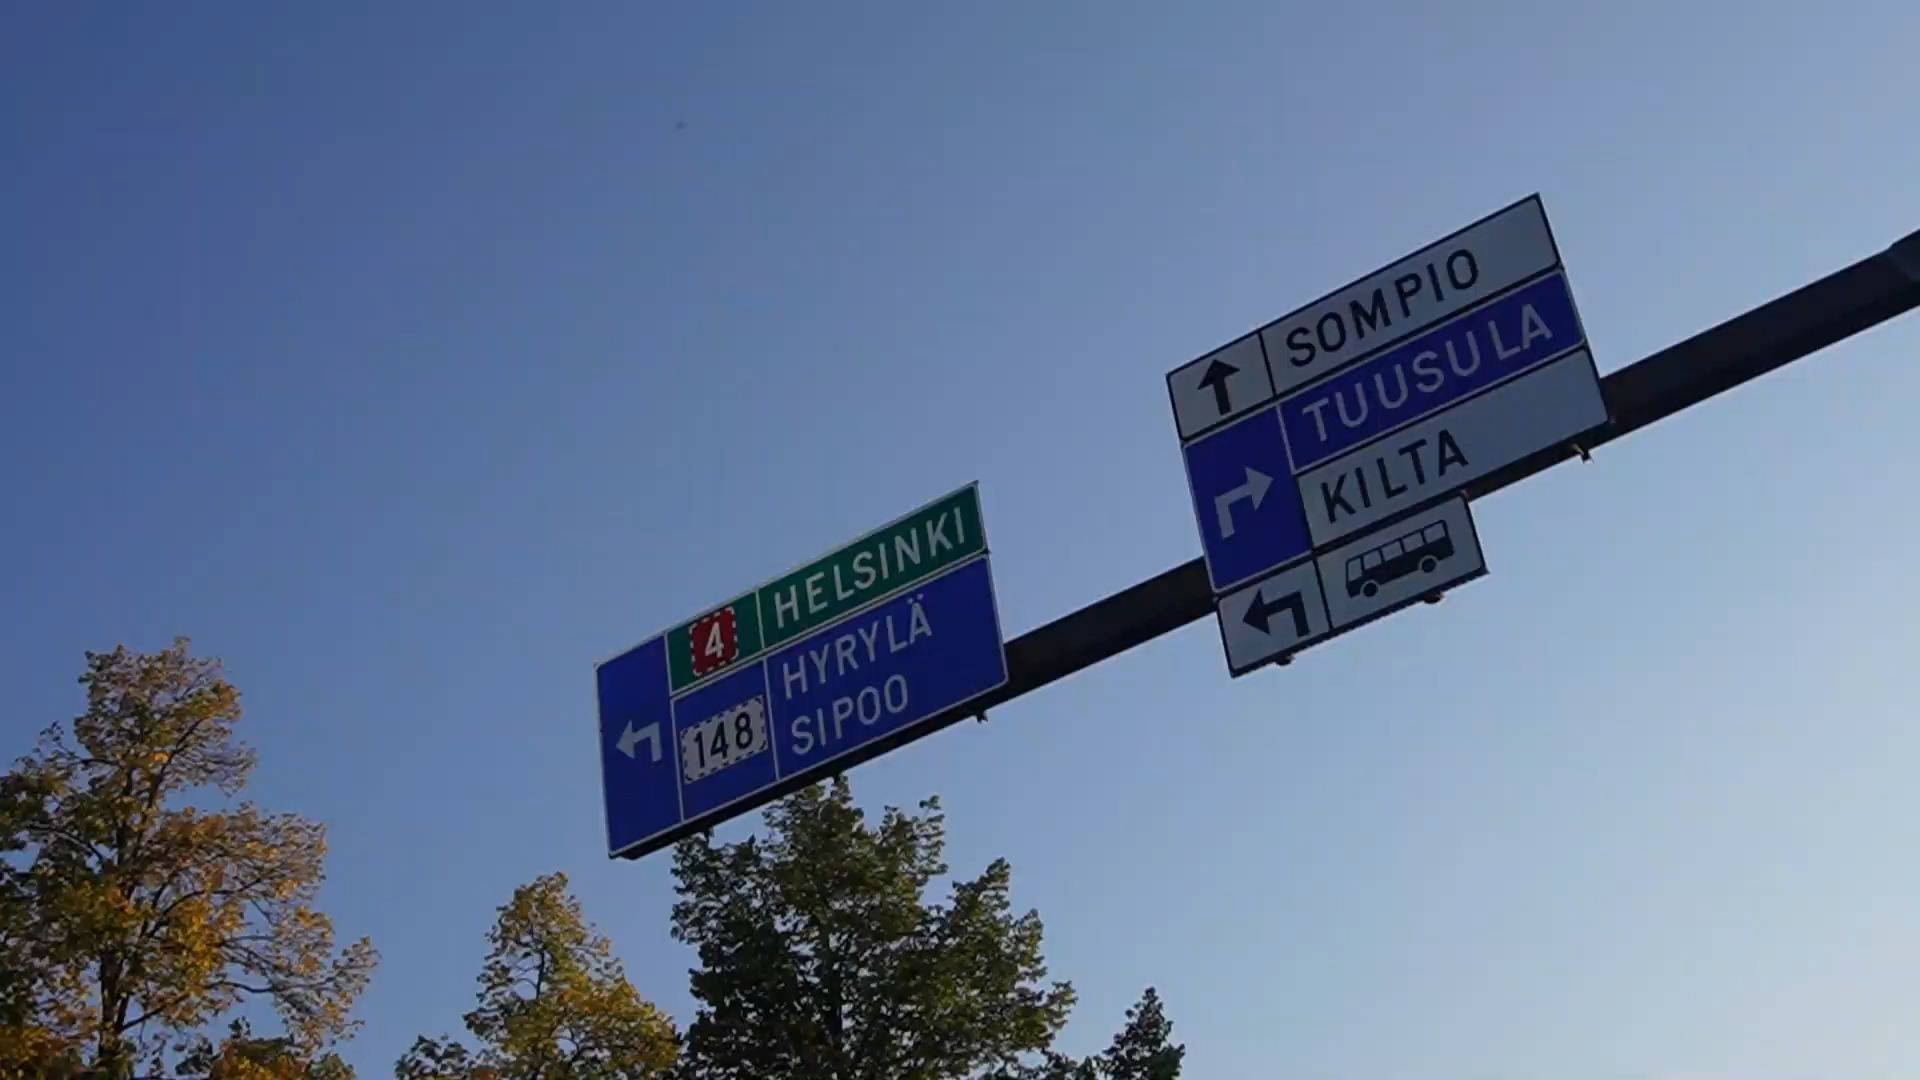 4 HELSINKI
148 HYRYLÄ
SIPOO
SOMPIO
TUUSULA
KILTA